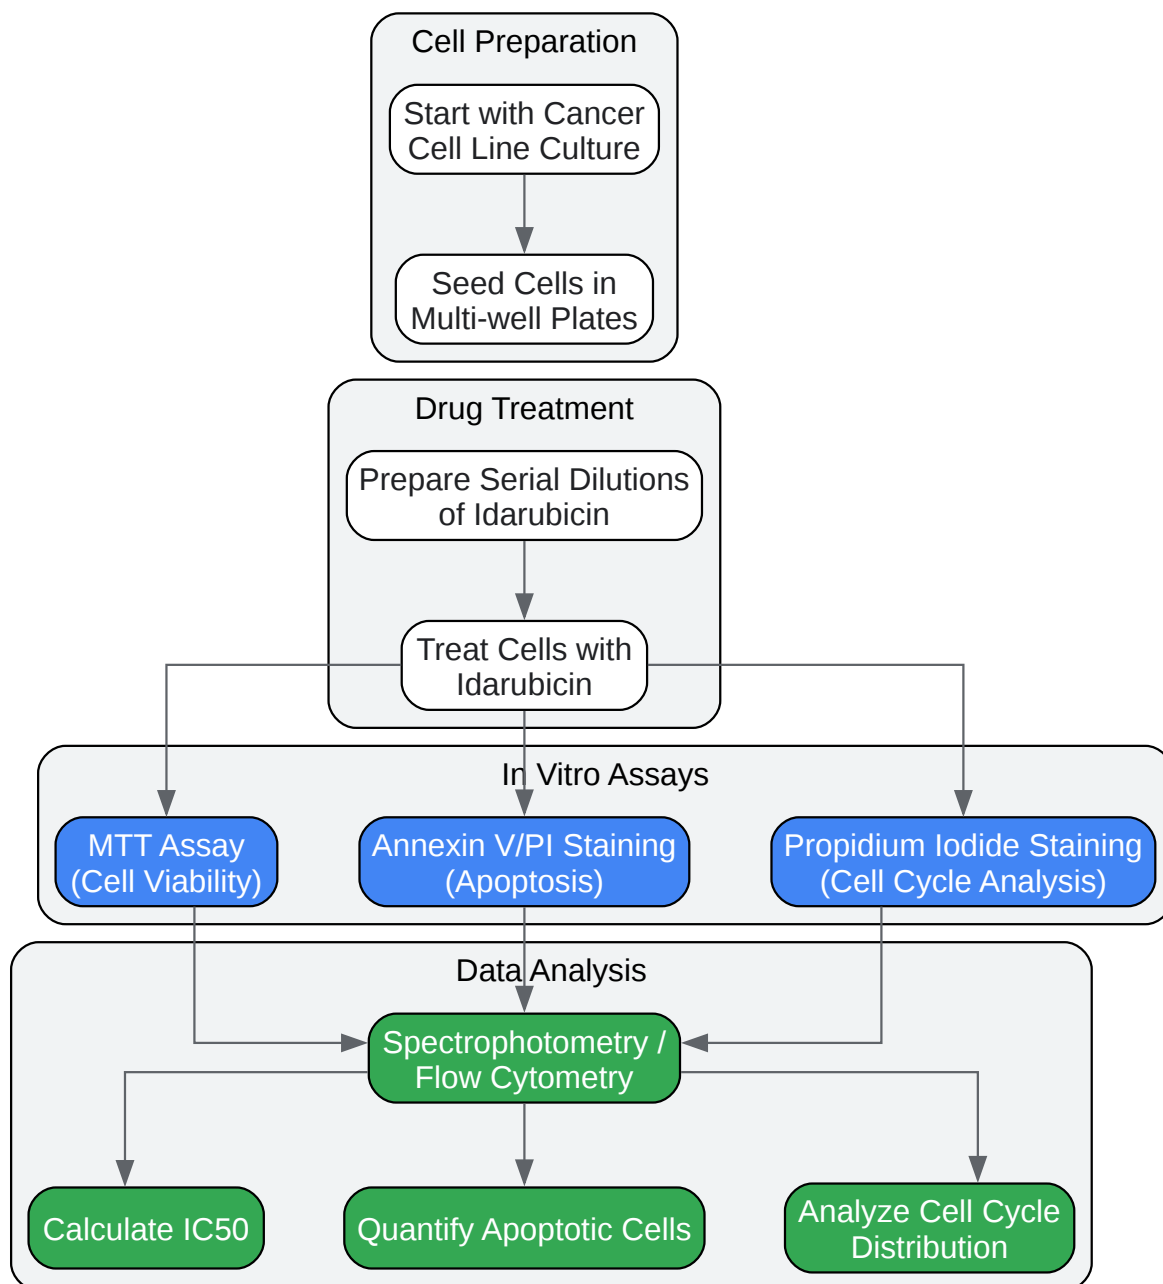 Cell Preparation
Start with Cancer
Cell Line Culture
Seed Cells in
Multi-well Plates
Drug Treatment
Prepare Serial Dilutions
of Idarubicin
Treat Cells with
Idarubicin
In Vitro Assays
MTT Assay
(Cell Viability)
Annexin V/PI Staining
(Apoptosis)
Propidium Iodide Staining
(Cell Cycle Analysis)
Data Analysis
Spectrophotometry /
Flow Cytometry
Calculate IC50
Quantify Apoptotic Cells
Analyze Cell Cycle
Distribution